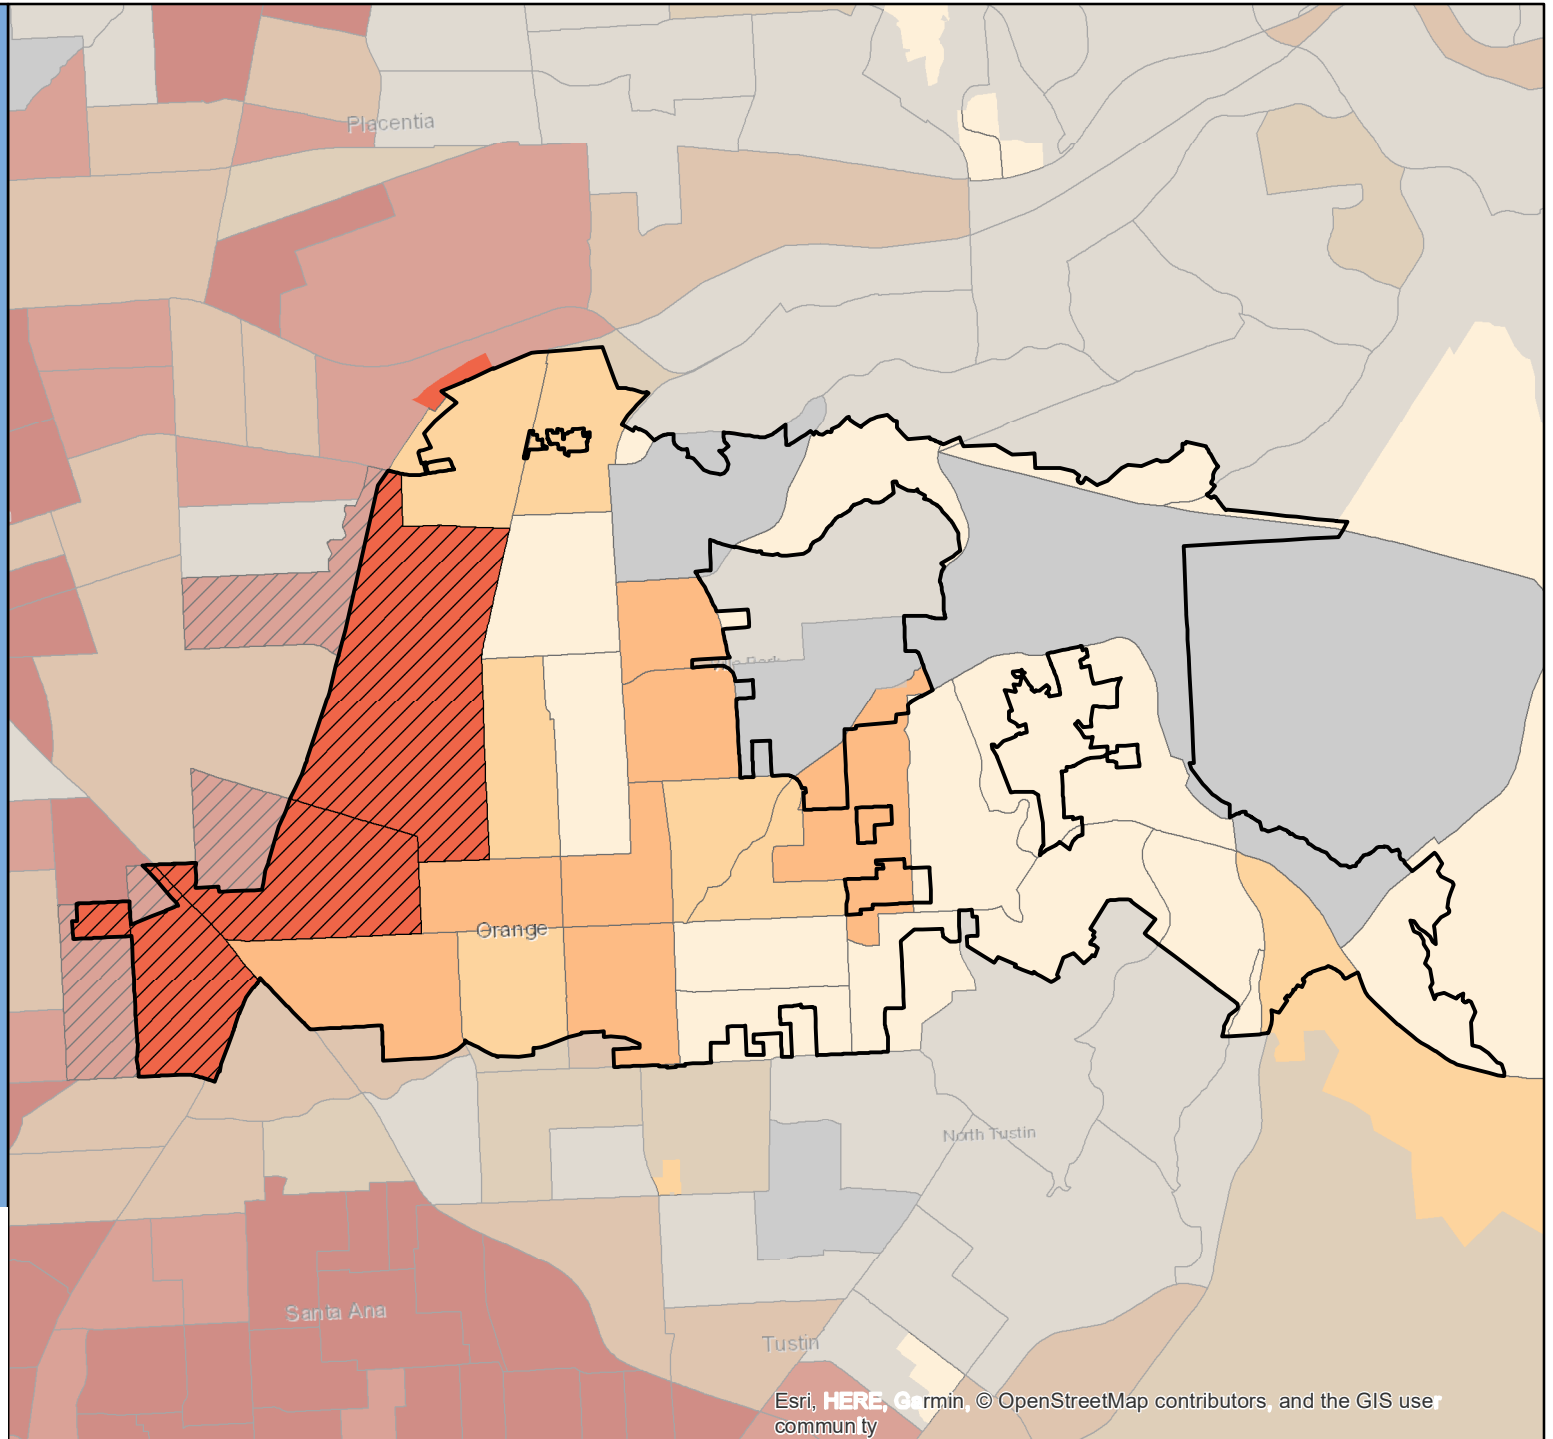 Placentia
Orange
North Tustin
Santa Ana
Tustin
Esri, HERE, Garmin, © OpenStreetMap contributors, and the GIS user
community